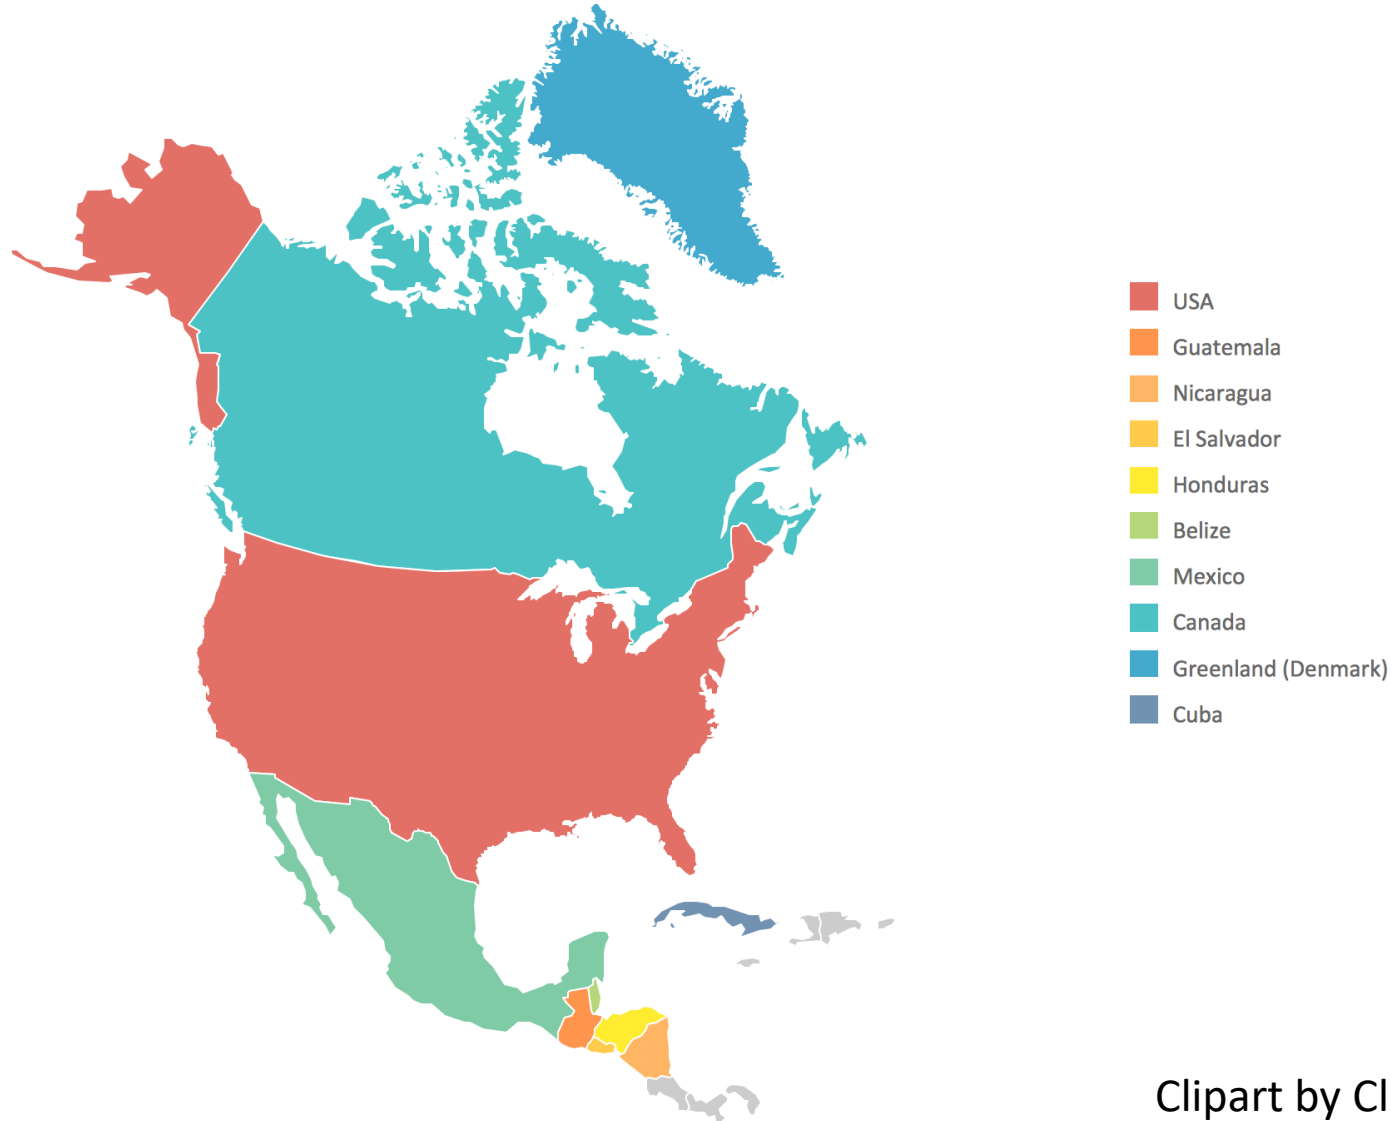 USA
Guatemala
Nicaragua
El Salvador
Honduras
Belize
Mexico
Canada
Greenland (Denmark)
Cuba
Clipart by Cl